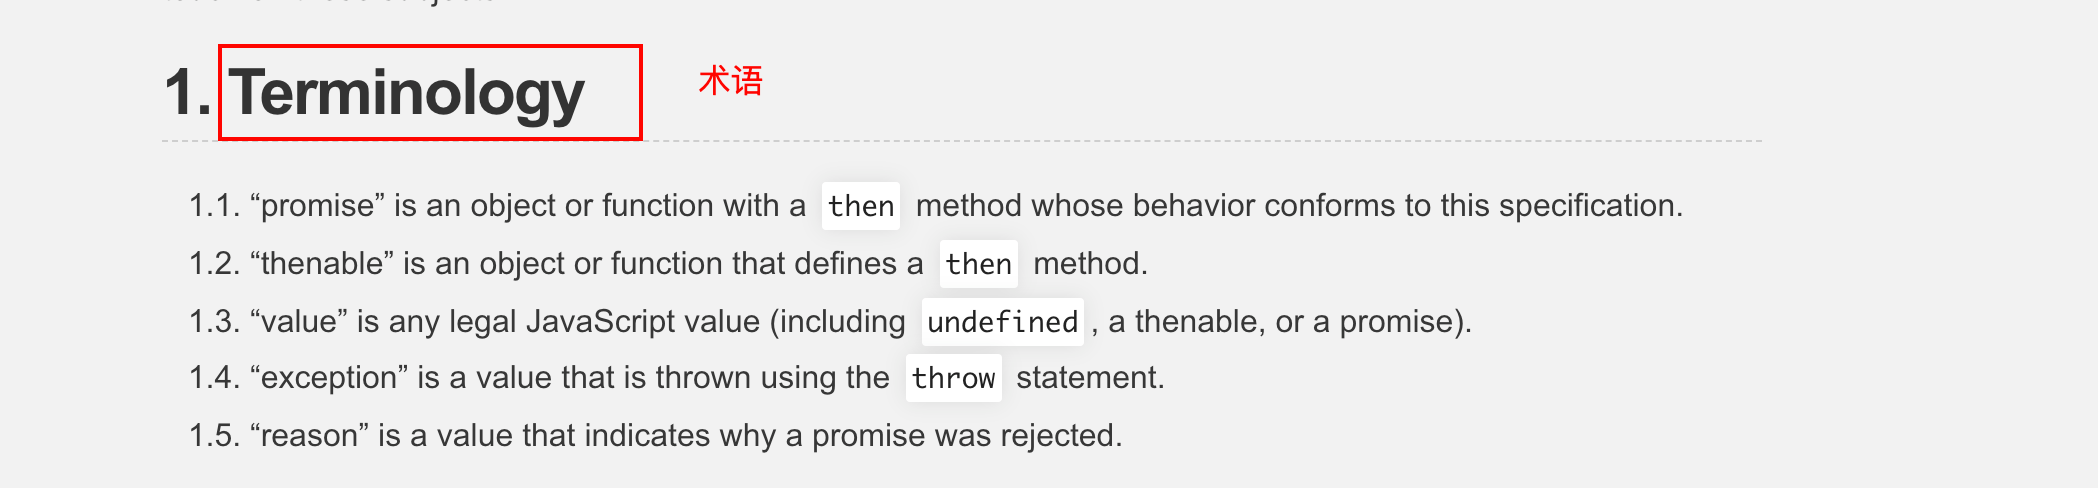 1. Terminology
术语
1.1. “promise” is an object or function with a then method whose behavior conforms to this specification.
1.2. “thenable” is an object or function that defines a then method.
1.3. “value” is any legal JavaScript value (including undefined, a thenable, or a promise).
1.4. “exception” is a value that is thrown using the throw statement.
1.5. “reason” is a value that indicates why a promise was rejected.